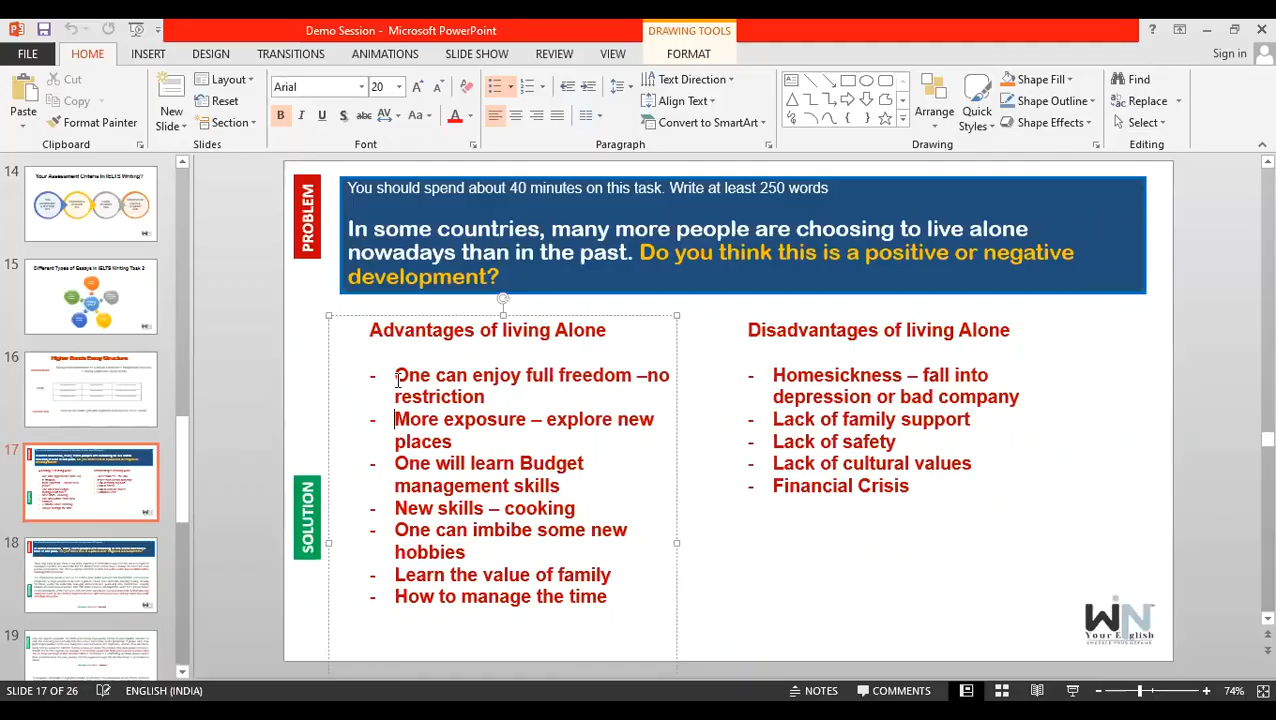 Demo Session - Microsoft PowerPoint
DRAWING TOOLS
FILE HOME INSERT DESIGN TRANSITIONS ANIMATIONS SLIDE SHOW REVIEW VIEW FORMAT
Sign in
Paste
Cut
Copy
Format Painter
Clipboard
New Slide
Layout
Reset
Section
Slides
Arial 20
B I U S abc AV Aa A
Font
Text Direction
Align Text
Convert to SmartArt
Paragraph
Arrange
Quick Styles
Shape Fill
Shape Outline
Shape Effects
Drawing
Find
Replace
Select
Editing
14
Your Assessment Criteria in IELTS Writing?
15
Different Types of Essays in IELTS Writing Task 2
16
Higher Bands Essay Structure
17
18
19
PROBLEM
You should spend about 40 minutes on this task. Write at least 250 words
In some countries, many more people are choosing to live alone
nowadays than in the past. Do you think this is a positive or negative
development?
SOLUTION
Advantages of living Alone
- One can enjoy full freedom –no
restriction
- More exposure – explore new
places
- One will learn Budget
management skills
- New skills – cooking
- One can imbibe some new
hobbies
- Learn the value of family
- How to manage the time
Disadvantages of living Alone
- Homesickness – fall into
depression or bad company
- Lack of family support
- Lack of safety
- Lack of cultural values
- Financial Crisis
WiN
Your English
SLIDE 17 OF 26 ENGLISH (INDIA) NOTES COMMENTS 74%